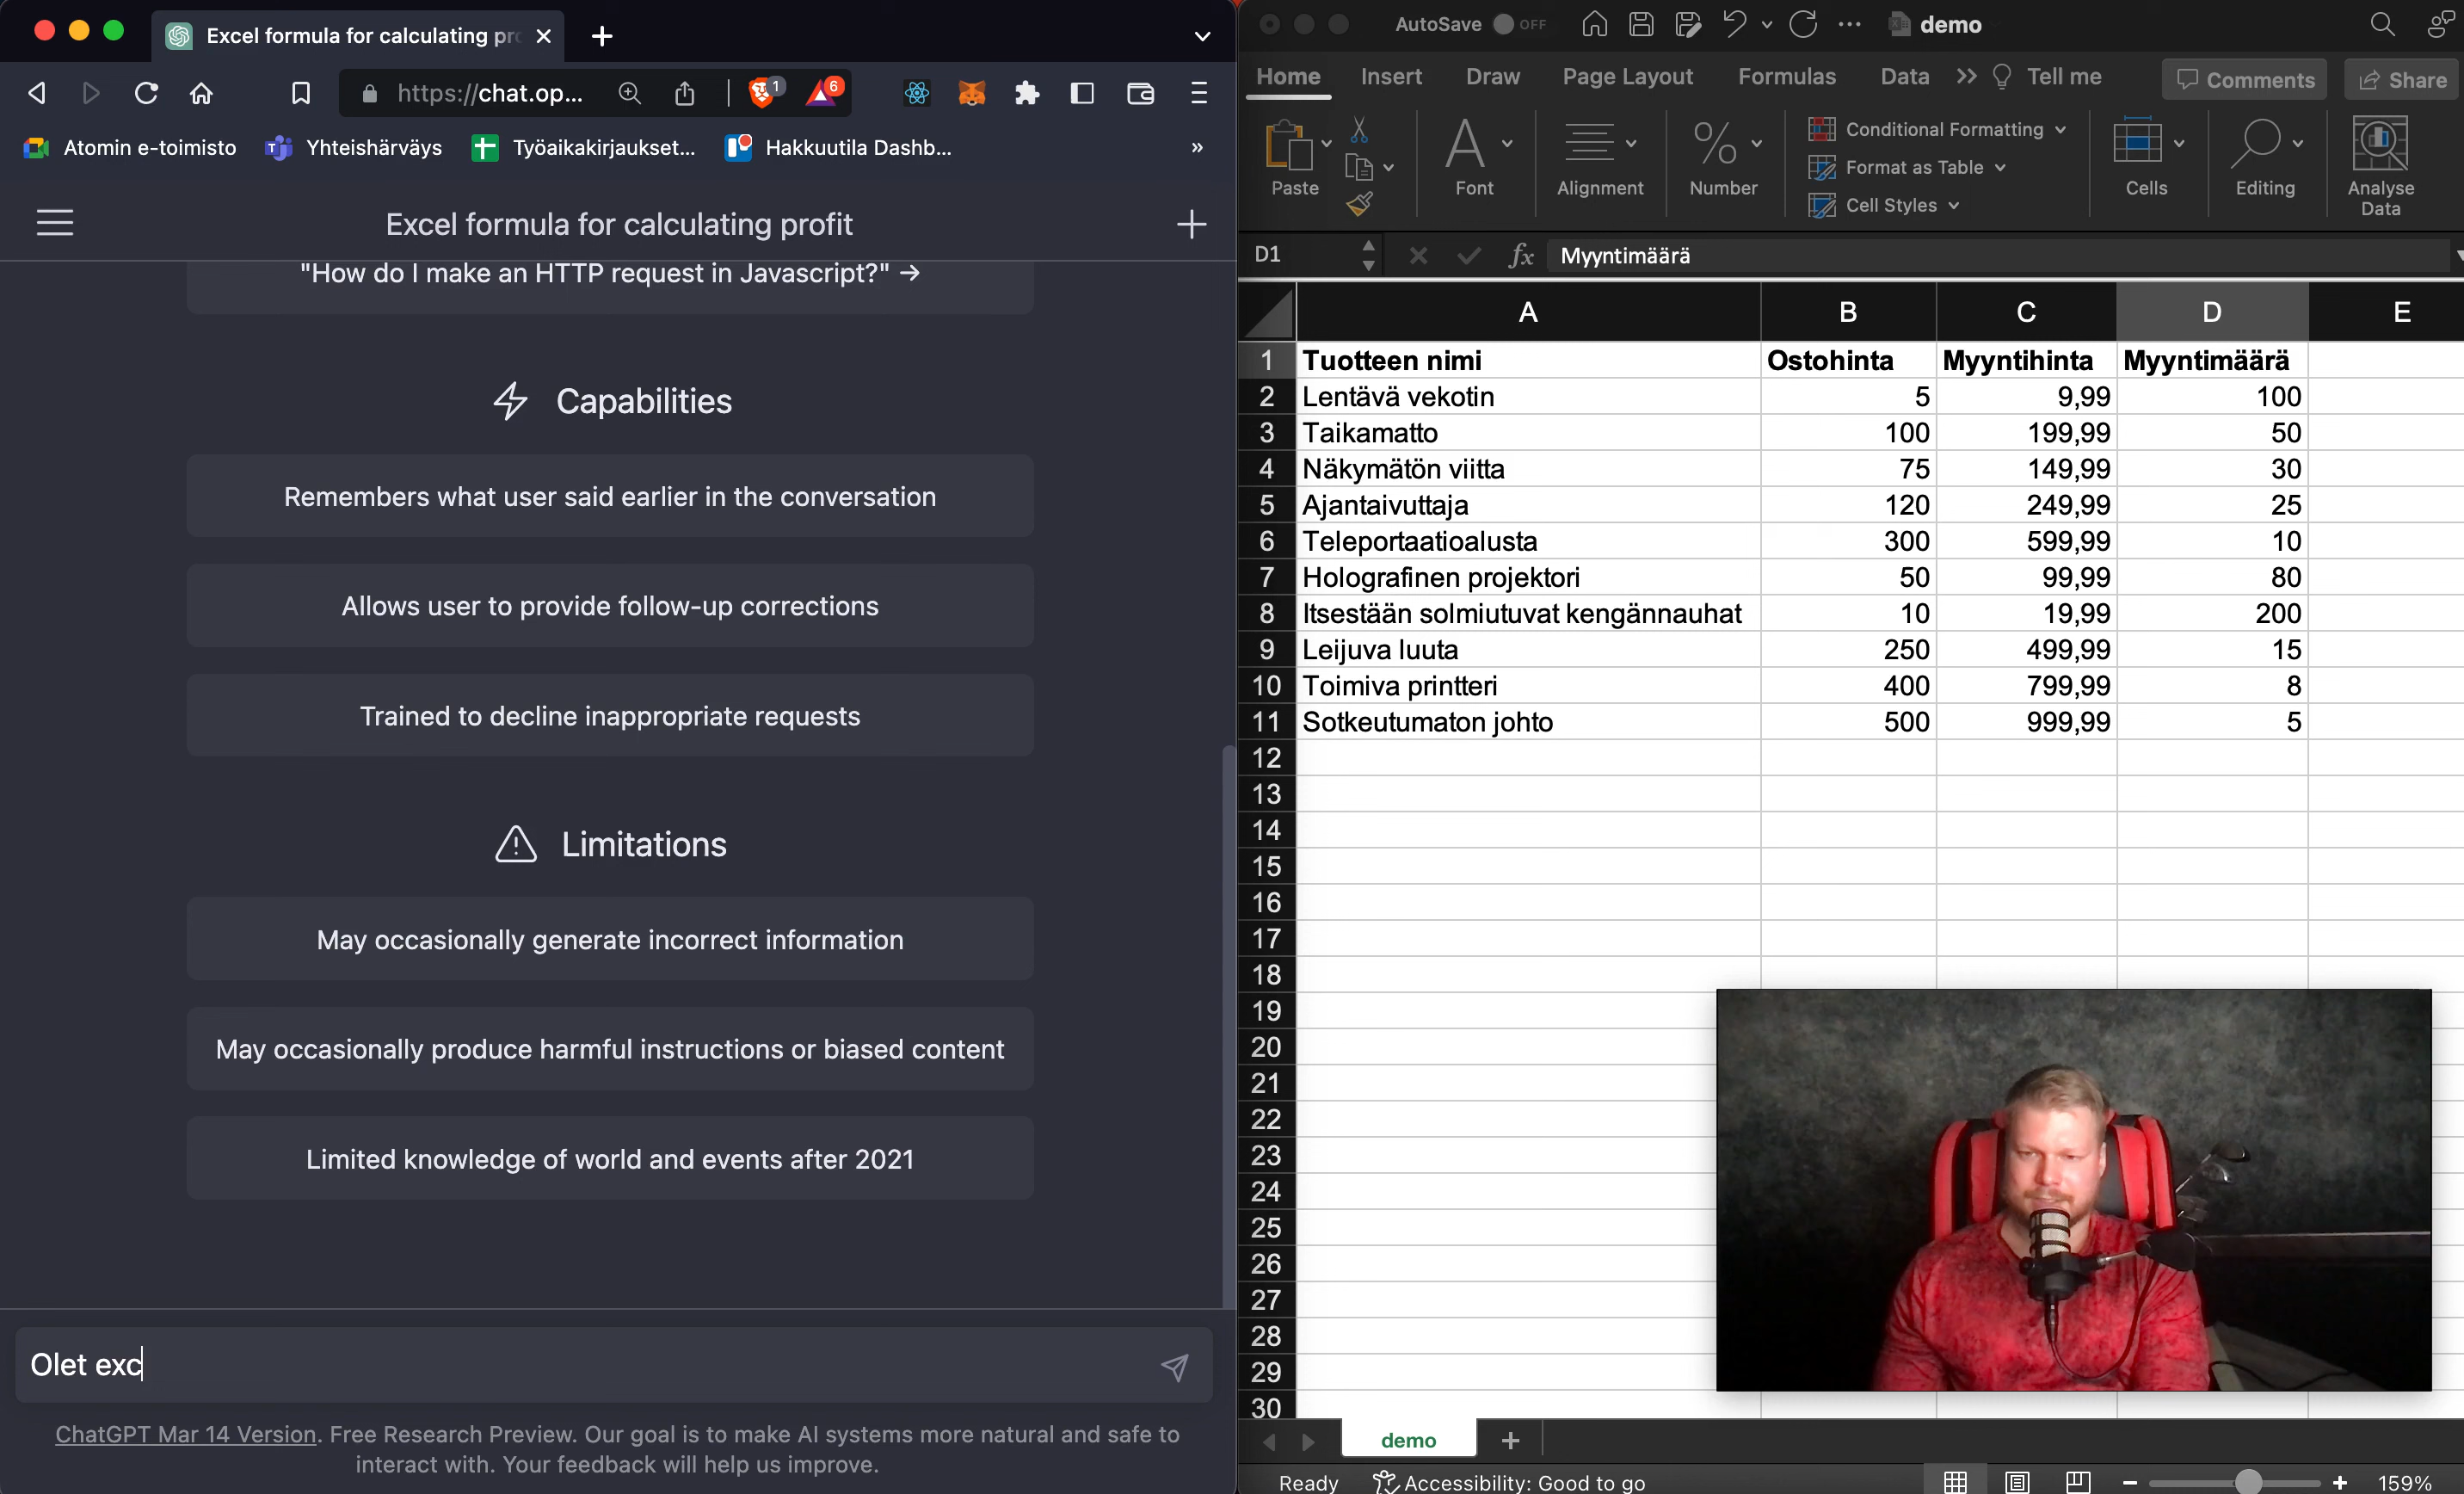 Excel formula for calculating pro
https://chat.op...
1
6
Atomin e-toimisto
Yhteishärväys
Työaikakirjaukset...
Hakkuutila Dashb...
»
Excel formula for calculating profit
"How do I make an HTTP request in Javascript?" →
Capabilities
Remembers what user said earlier in the conversation
Allows user to provide follow-up corrections
Trained to decline inappropriate requests
Limitations
May occasionally generate incorrect information
May occasionally produce harmful instructions or biased content
Limited knowledge of world and events after 2021
Olet exc
ChatGPT Mar 14 Version. Free Research Preview. Our goal is to make AI systems more natural and safe to
interact with. Your feedback will help us improve.
AutoSave OFF
demo
Home Insert Draw Page Layout Formulas Data Tell me Comments Share
Paste Font Alignment Number Conditional Formatting Format as Table Cell Styles Cells Editing Analyse Data
D1 fx Myyntimäärä
A B C D E
1 Tuotteen nimi Ostohinta Myyntihinta Myyntimäärä
2 Lentävä vekotin 5 9,99 100
3 Taikamatto 100 199,99 50
4 Näkymätön viitta 75 149,99 30
5 Ajantaivuttaja 120 249,99 25
6 Teleportaatioalusta 300 599,99 10
7 Holografinen projektori 50 99,99 80
8 Itsestään solmiutuvat kengännauhat 10 19,99 200
9 Leijuva luuta 250 499,99 15
10 Toimiva printteri 400 799,99 8
11 Sotkeutumaton johto 500 999,99 5
12
13
14
15
16
17
18
19
20
21
22
23
24
25
26
27
28
29
30
demo
Ready Accessibility: Good to go 159%